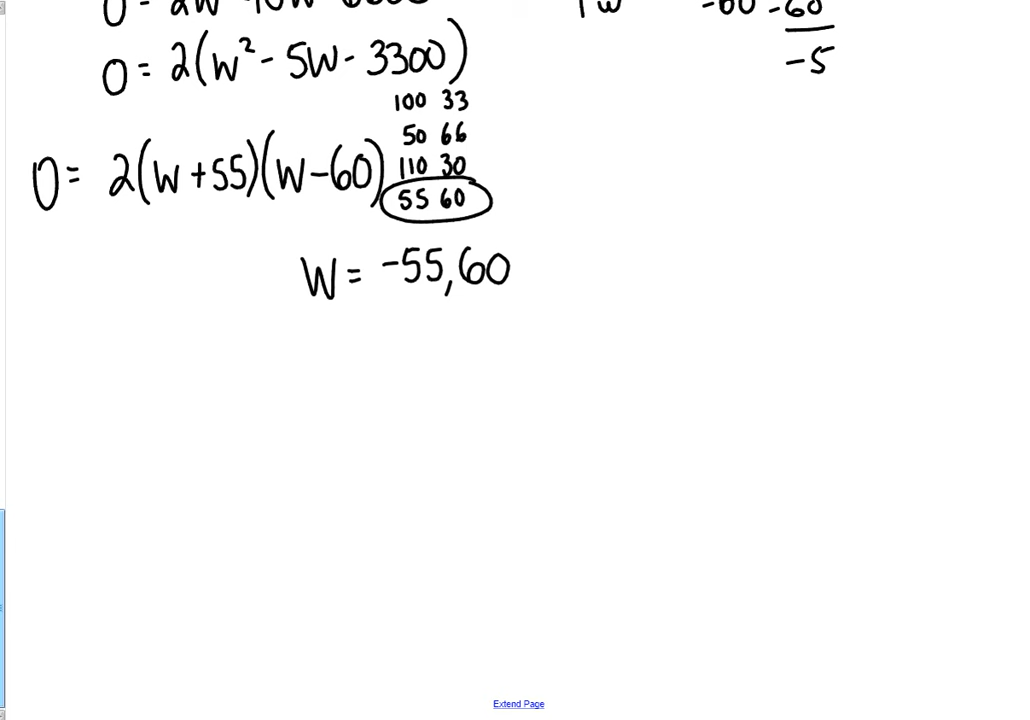 0 = 2(w² - 5w - 3300)
-5
100 33
50 66
0 = 2(w + 55)(w - 60)
110 30
55 60
w = -55, 60
Extend Page